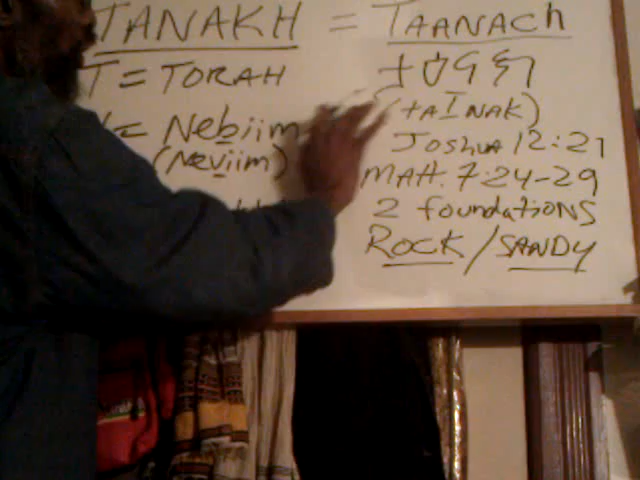 TANAKH = TAANACH
T = TORAH
= Nebiim (tAINAK)
(Neviim) Joshua 12:21
MAtt. 7:24-29
2 foundations
ROCK / SANDY